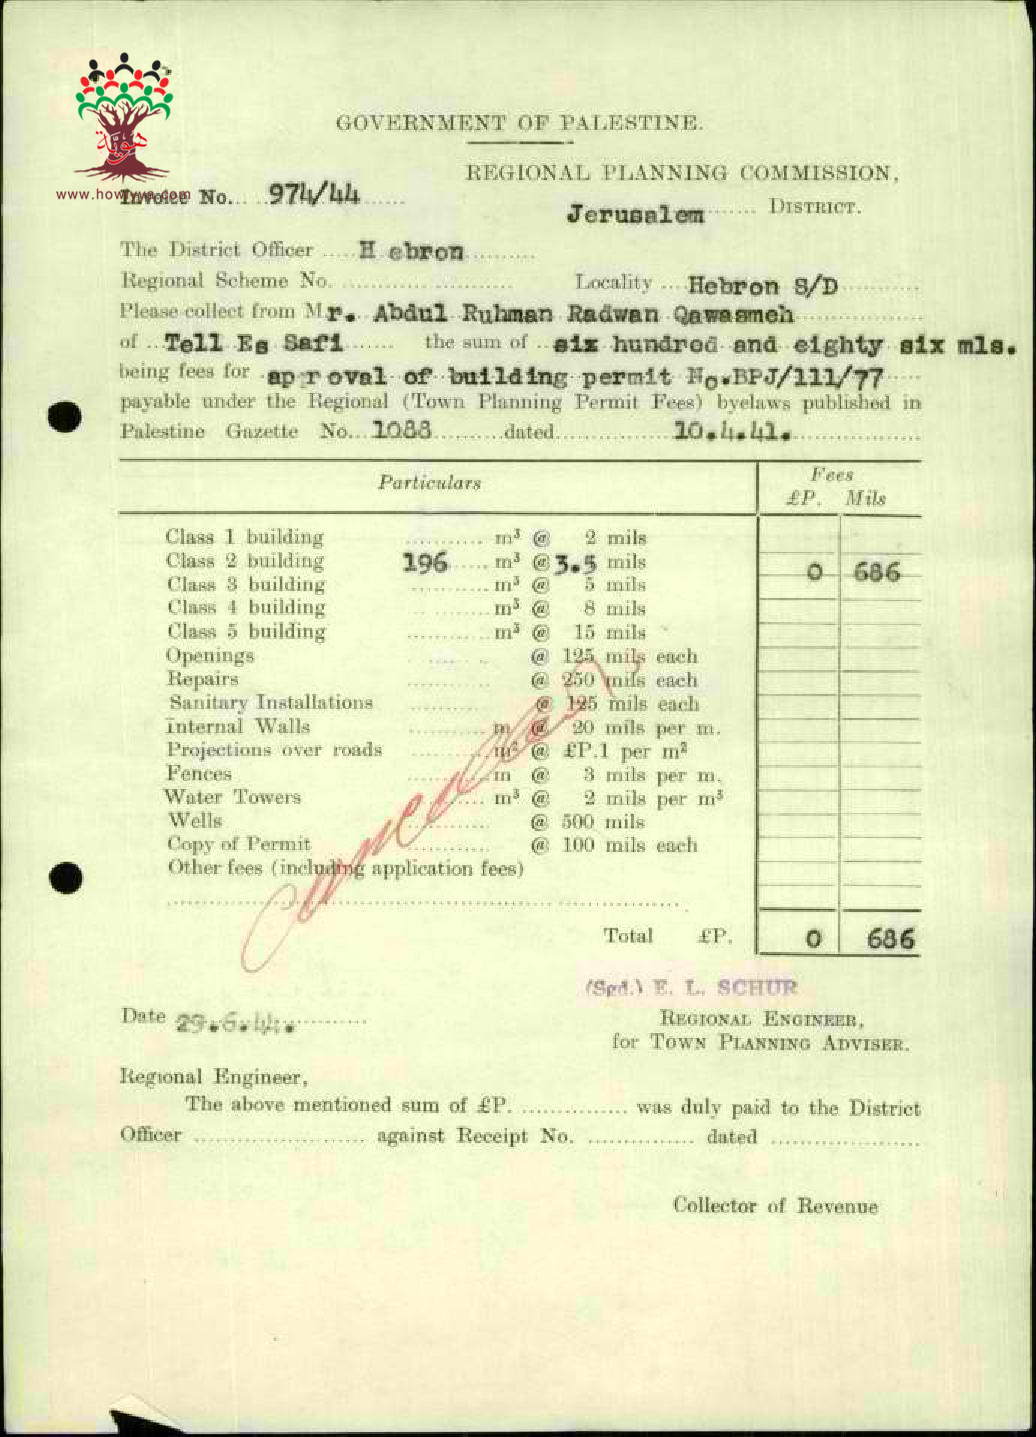 هوية
www.howiyya.com
GOVERNMENT OF PALESTINE.
REGIONAL PLANNING COMMISSION,
Invoice No... 974/44
Jerusalem DISTRICT.
The District Officer ..... H ebron
Regional Scheme No. Locality .... Hebron S/D
Please collect from Mr. Abdul Ruhman Radwan Qawasmeh
of .. Tell Es Safi the sum of .. six hundred and eighty six mls.
being fees for . ap r oval of building permit No.BPJ/111/77
payable under the Regional (Town Planning Permit Fees) byelaws published in
Palestine Gazette No... 1088 dated 10.4.41.
Particulars Fees
£P. Mils
Class 1 building m³ @ 2 mils
Class 2 building 196 m³ @ 3.5 mils 0 686
Class 3 building m³ @ 5 mils
Class 4 building m³ @ 8 mils
Class 5 building m³ @ 15 mils
Openings @ 125 mils each
Repairs @ 250 mils each
Sanitary Installations @ 125 mils each
Internal Walls m @ 20 mils per m.
Projections over roads m² @ £P.1 per m²
Fences m @ 3 mils per m.
Water Towers m³ @ 2 mils per m³
Wells @ 500 mils
Copy of Permit @ 100 mils each
Other fees (including application fees)
Cancelled
Total £P. 0 686
(Sgd.) E. L. SCHUR
Date 29.6.44.
REGIONAL ENGINEER,
for TOWN PLANNING ADVISER.
Regional Engineer,
The above mentioned sum of £P. ............... was duly paid to the District
Officer ........................ against Receipt No. ............... dated .....................
Collector of Revenue